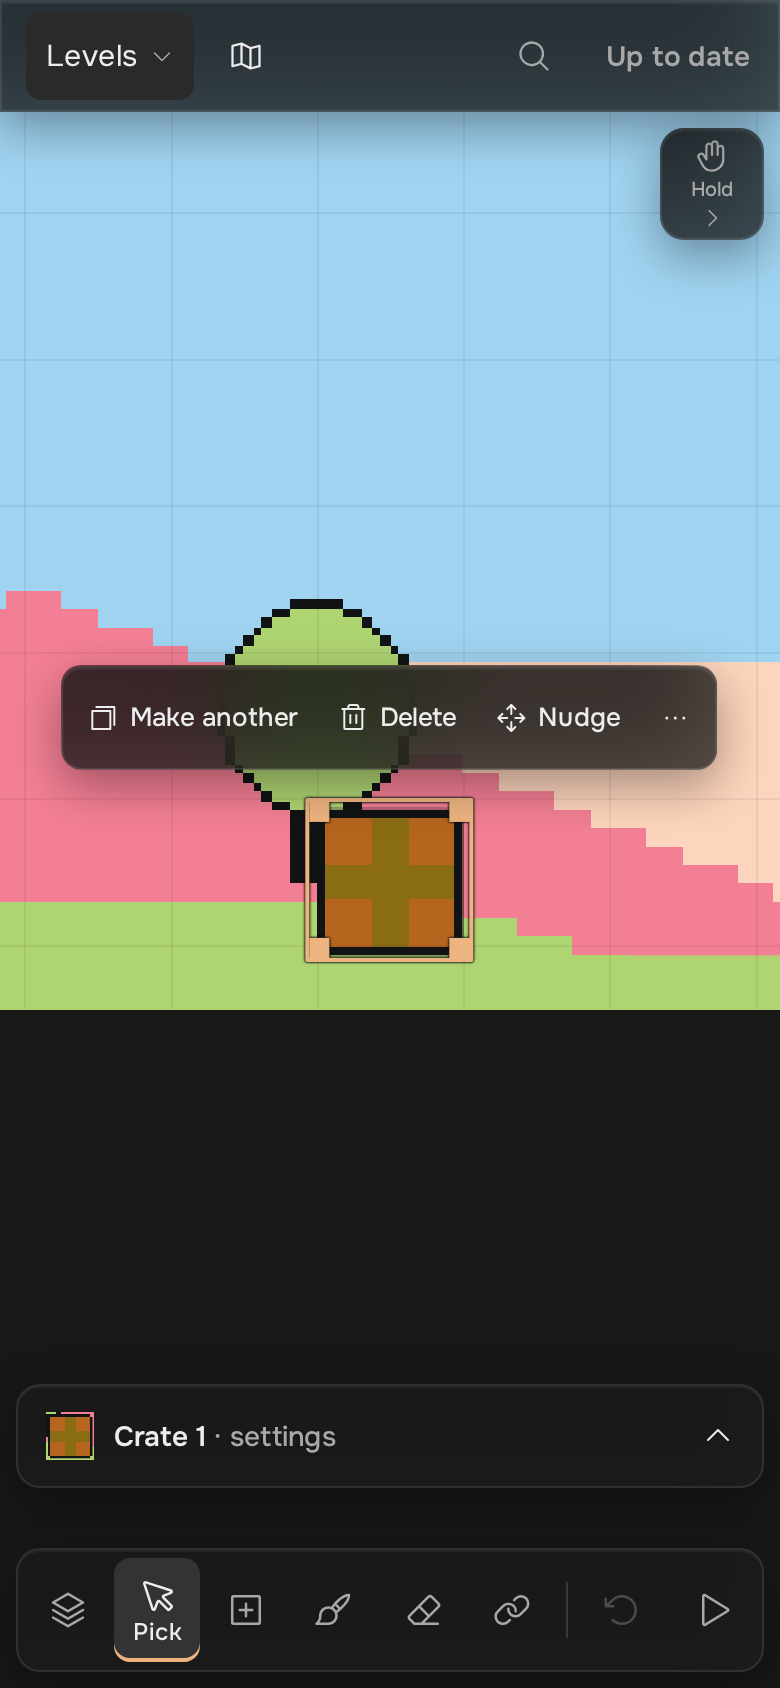 Levels
Up to date
Hold
Make another
Delete
Nudge
Crate 1 · settings
Pick